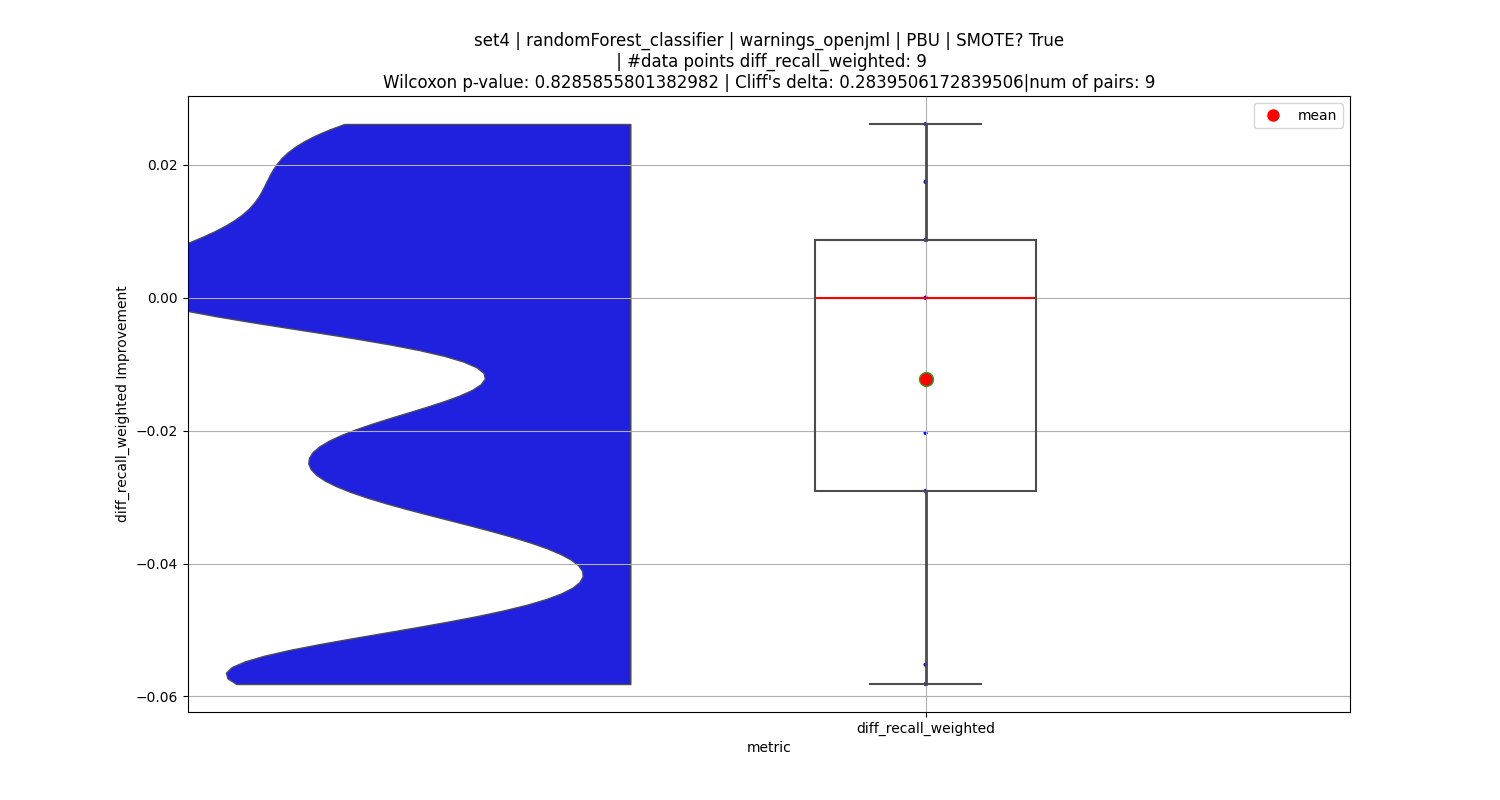 set4 | randomForest_classifier | warnings_openjml | PBU | SMOTE? True
| #data points diff_recall_weighted: 9
Wilcoxon p-value: 0.8285855801382982 | Cliff's delta: 0.2839506172839506|num of pairs: 9
mean
0.02
0.00
−0.02
−0.04
−0.06
diff_recall_weighted Improvement
diff_recall_weighted
metric